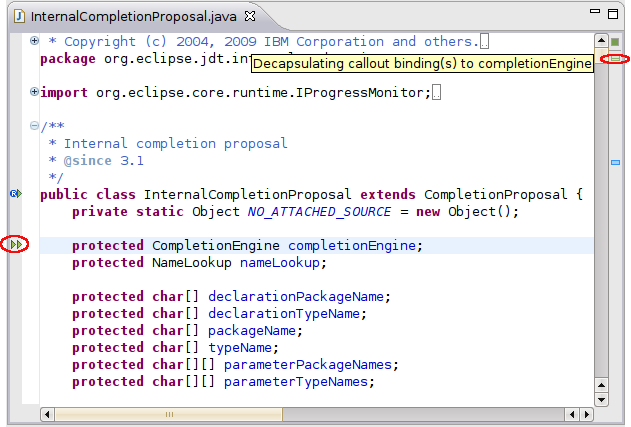 InternalCompletionProposal.java
* Copyright (c) 2004, 2009 IBM Corporation and others.
package org.eclipse.jdt.int
Decapsulating callout binding(s) to completionEngine
import org.eclipse.core.runtime.IProgressMonitor;
/**
* Internal completion proposal
* @since 3.1
*/
public class InternalCompletionProposal extends CompletionProposal {
private static Object NO_ATTACHED_SOURCE = new Object();
protected CompletionEngine completionEngine;
protected NameLookup nameLookup;
protected char[] declarationPackageName;
protected char[] declarationTypeName;
protected char[] packageName;
protected char[] typeName;
protected char[][] parameterPackageNames;
protected char[][] parameterTypeNames;